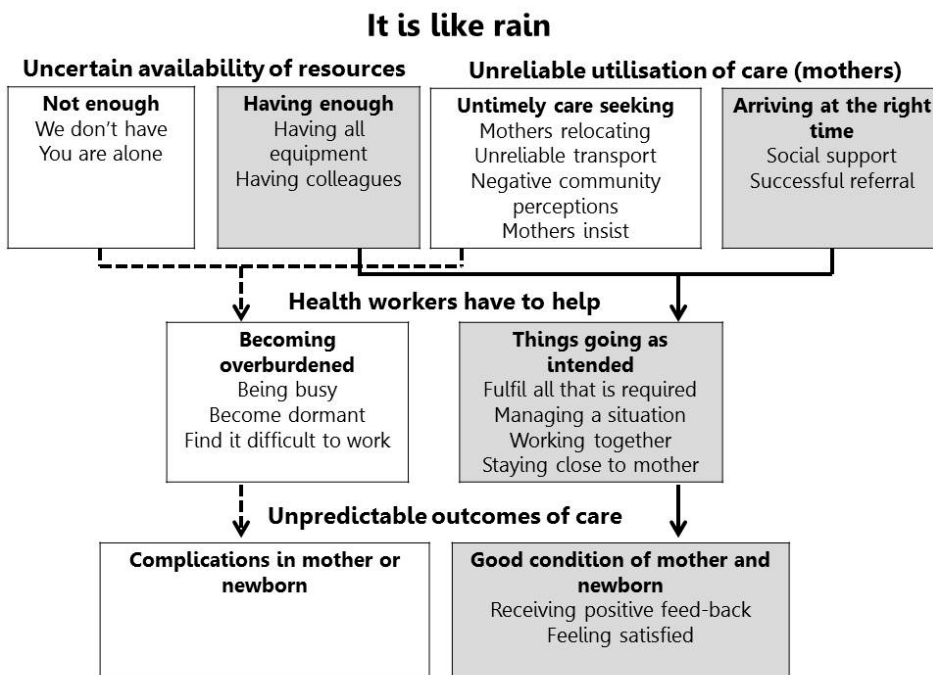 It is like rain
Uncertain availability of resources
Unreliable utilisation of care (mothers)
Not enough
We don't have
You are alone
Having enough
Having all
equipment
Having colleagues
Untimely care seeking
Mothers relocating
Unreliable transport
Negative community
perceptions
Mothers insist
Arriving at the right
time
Social support
Successful referral
Health workers have to help
Becoming
overburdened
Being busy
Become dormant
Find it difficult to work
Things going as
intended
Fulfil all that is required
Managing a situation
Working together
Staying close to mother
Unpredictable outcomes of care
Complications in mother or
newborn
Good condition of mother and
newborn
Receiving positive feed-back
Feeling satisfied